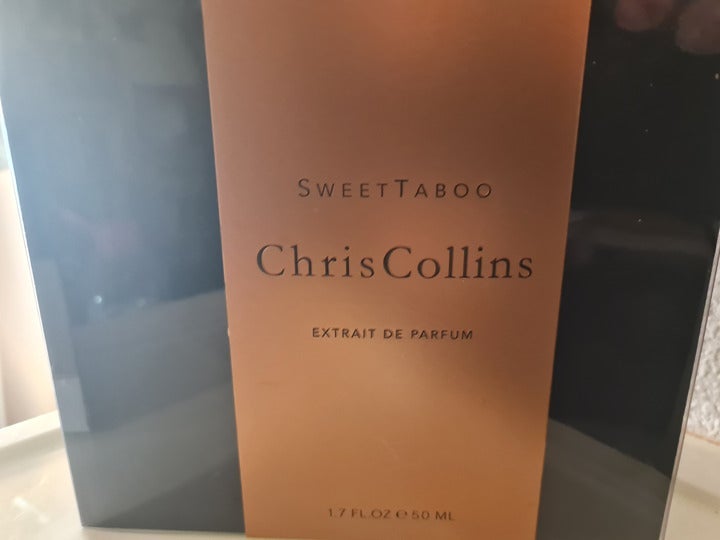 SWEETTABOO
ChrisCollins
EXTRAIT DE PARFUM
1.7 FL.OZ ℮ 50 ML